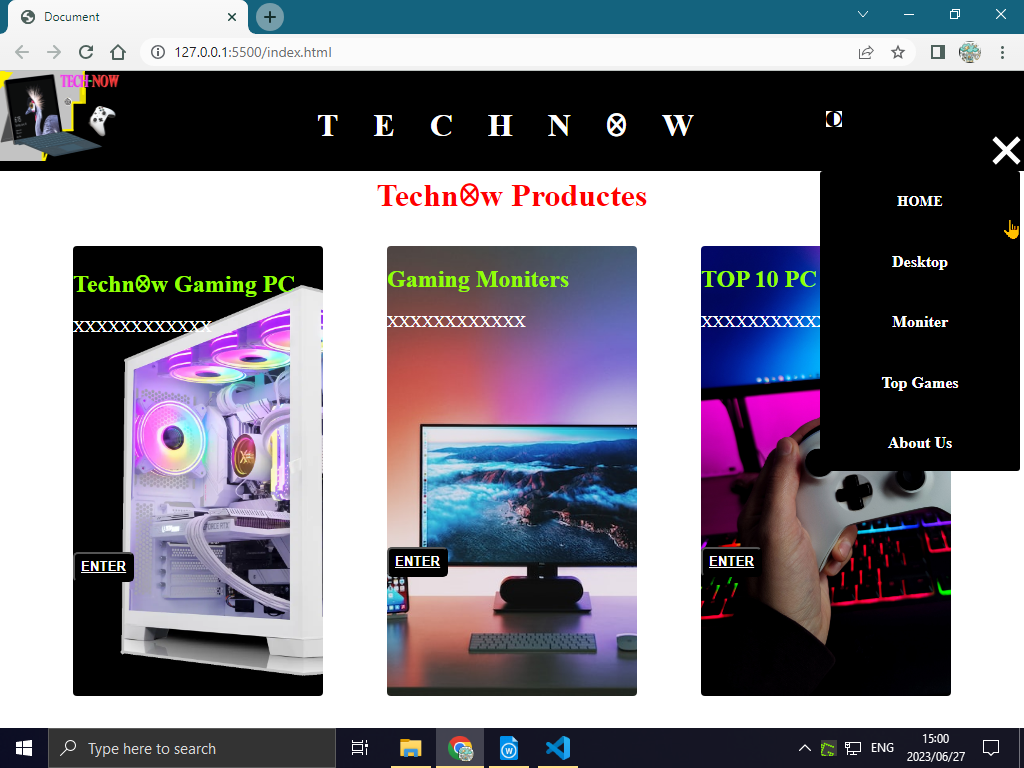 Document
127.0.0.1:5500/index.html
TECH-NOW
T E C H N ⨂ W
Techn⨂w Productes
HOME
Desktop
Moniter
Top Games
About Us
Techn⨂w Gaming PC
XXXXXXXXXXXX
ENTER
Gaming Moniters
XXXXXXXXXXXX
ENTER
TOP 10 PC
XXXXXXXXXXX
ENTER
Type here to search
ENG
15:00
2023/06/27